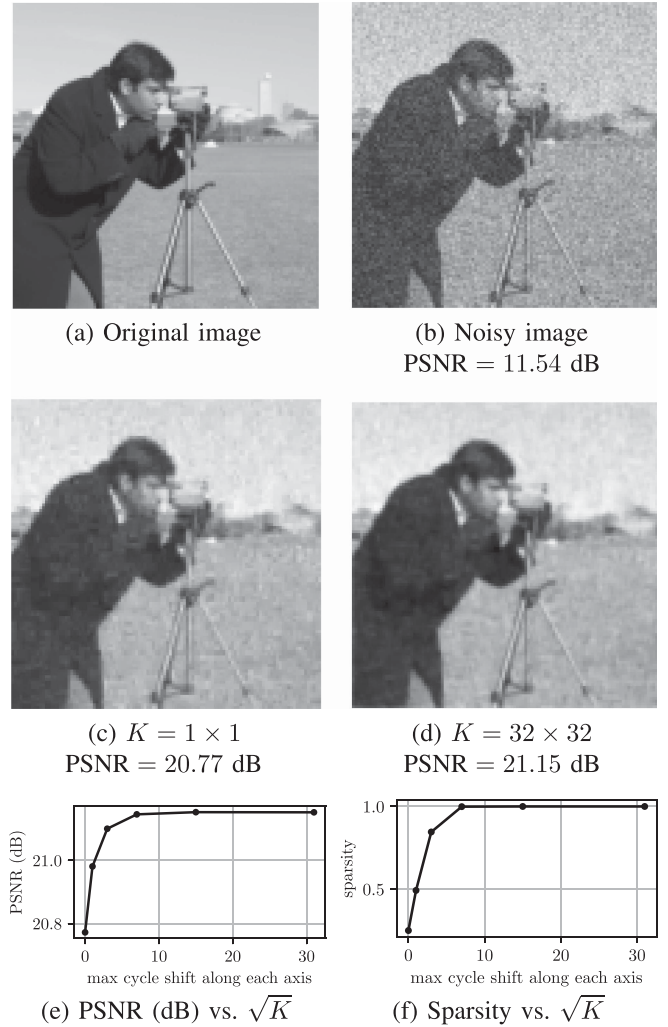 (a) Original image
(b) Noisy image
PSNR = 11.54 dB
(c) K = 1 × 1
PSNR = 20.77 dB
(d) K = 32 × 32
PSNR = 21.15 dB
PSNR (dB)
21.0
20.8
0 10 20 30
max cycle shift along each axis
(e) PSNR (dB) vs. √K
sparsity
1.0
0.5
0 10 20 30
max cycle shift along each axis
(f) Sparsity vs. √K